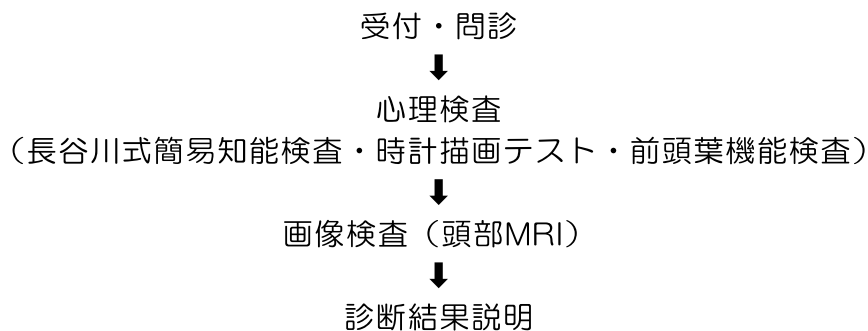 受付・問診
⬇
心理検査
（長谷川式簡易知能検査・時計描画テスト・前頭葉機能検査）
⬇
画像検査（頭部MRI）
⬇
診断結果説明